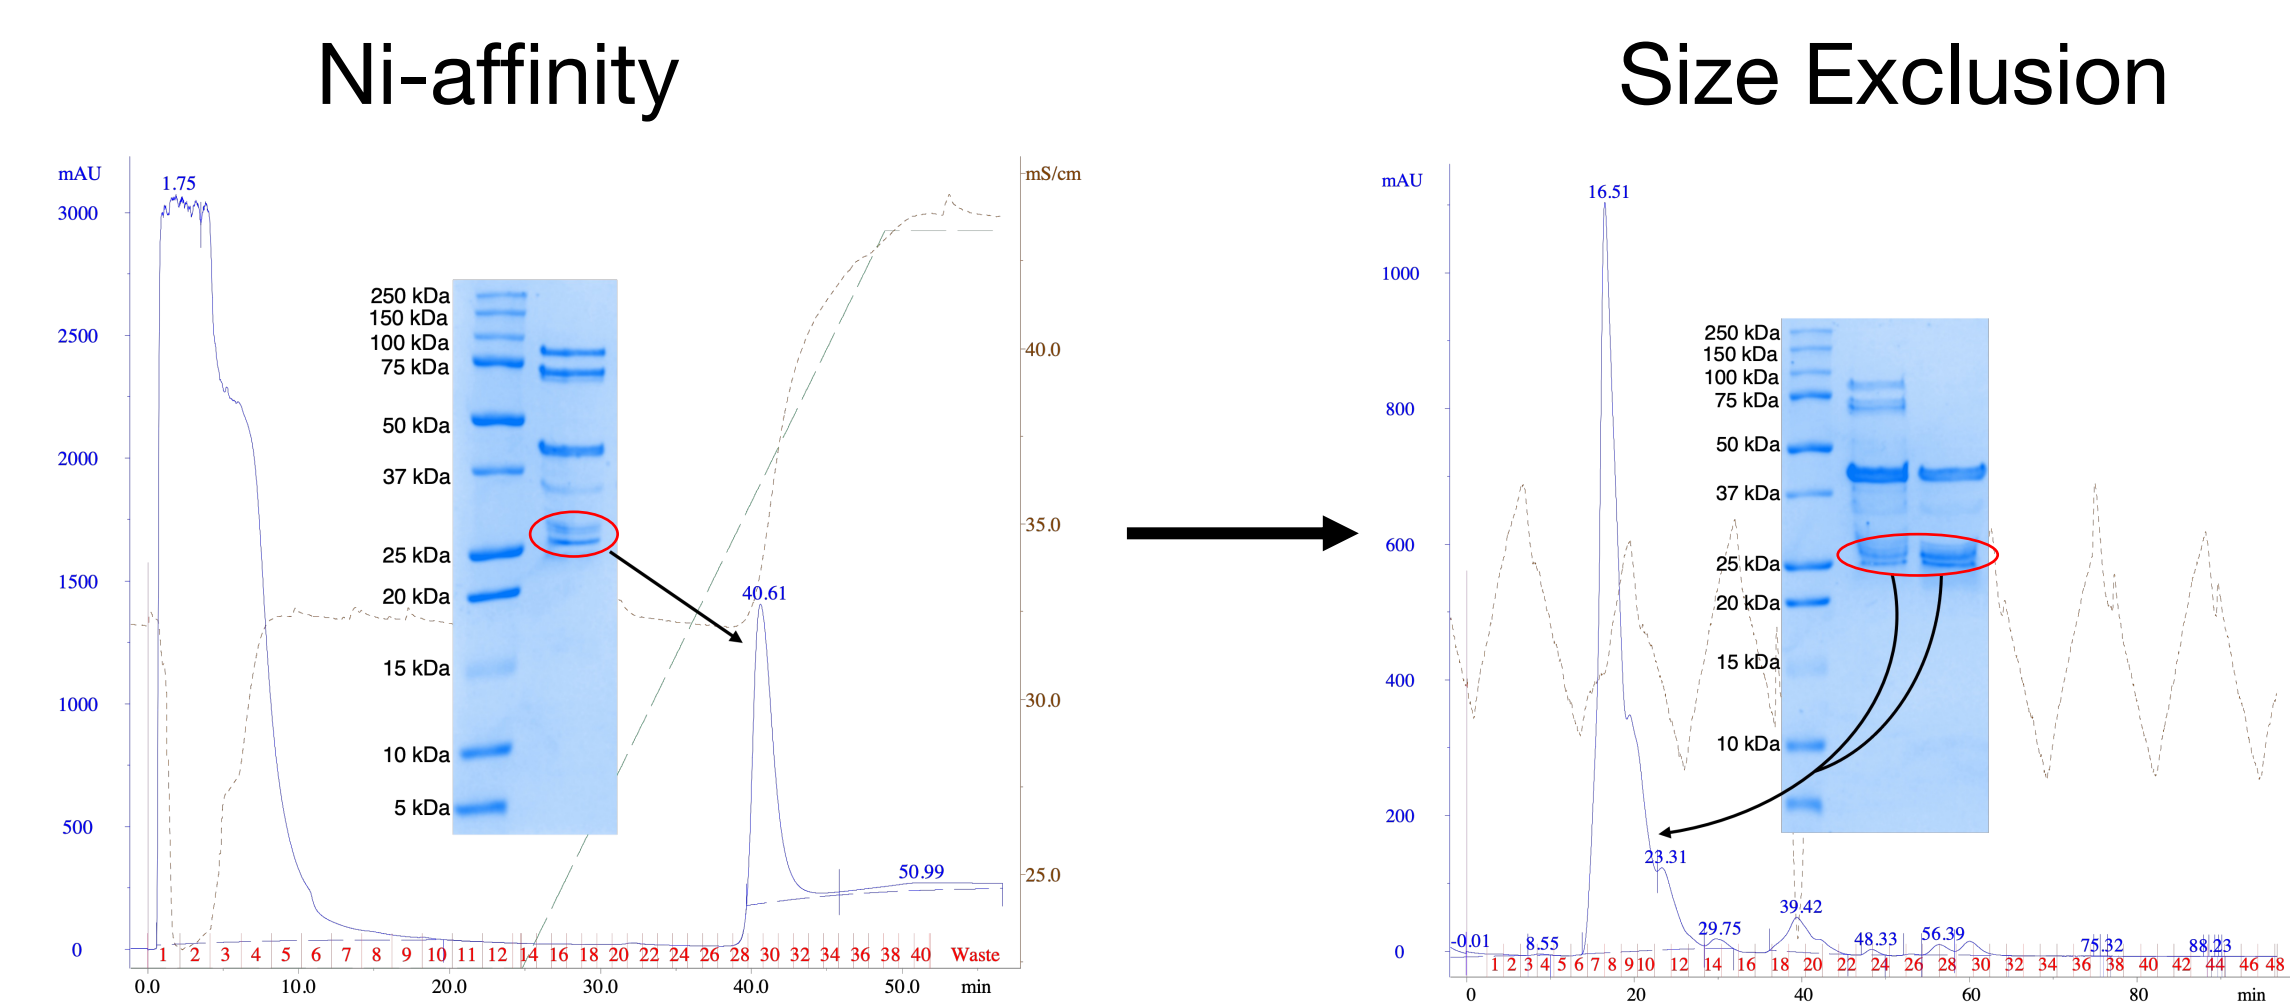 Ni-affinity
Size Exclusion
mAU
1.75
3000
2500
2000
1500
1000
500
0
mS/cm
40.0
35.0
30.0
25.0
250 kDa
150 kDa
100 kDa
75 kDa
50 kDa
37 kDa
25 kDa
20 kDa
15 kDa
10 kDa
5 kDa
40.61
50.99
1 2 3 4 5 6 7 8 9 10 11 12 14 16 18 20 22 24 26 28 30 32 34 36 38 40 Waste
0.0 10.0 20.0 30.0 40.0 50.0 min
mAU
16.51
1000
800
600
400
200
0
250 kDa
150 kDa
100 kDa
75 kDa
50 kDa
37 kDa
25 kDa
20 kDa
15 kDa
10 kDa
23.31
39.42
29.75
-0.01 8.55 48.33 56.39 75.32 88.23
1 2 3 4 5 6 7 8 9 10 12 14 16 18 20 22 24 26 28 30 32 34 36 38 40 42 44 46 48
0 20 40 60 80 min